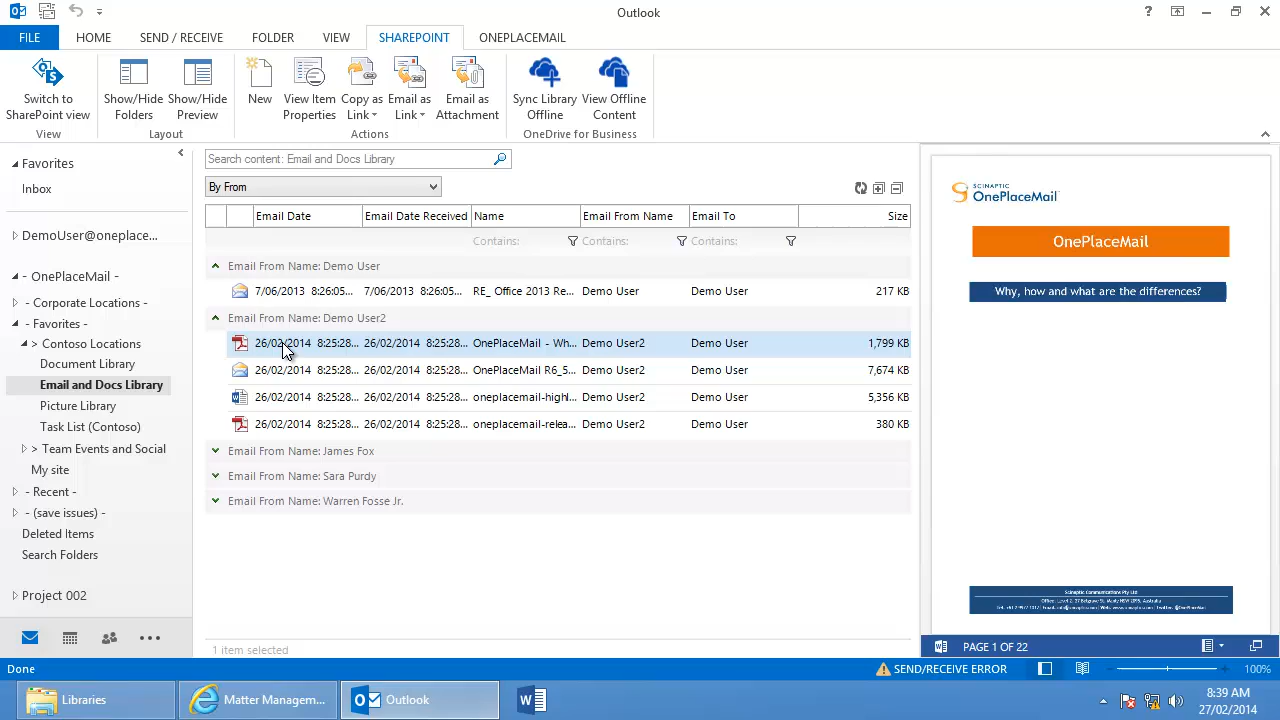 Outlook
FILE HOME SEND / RECEIVE FOLDER VIEW SHAREPOINT ONEPLACEMAIL
Switch to SharePoint view
Show/Hide Folders
Show/Hide Preview
New
View Item Properties
Copy as Link
Email as Link
Email as Attachment
Sync Library Offline
View Offline Content
View Layout Actions OneDrive for Business
Favorites
Inbox
DemoUser@oneplace...
- OnePlaceMail -
- Corporate Locations -
- Favorites -
> Contoso Locations
Document Library
Email and Docs Library
Picture Library
Task List (Contoso)
> Team Events and Social
My site
- Recent -
- (save issues) -
Deleted Items
Search Folders
Project 002
Search content: Email and Docs Library
By From
Email Date Email Date Received Name Email From Name Email To Size
Contains: Contains: Contains:
Email From Name: Demo User
7/06/2013 8:26:05... 7/06/2013 8:26:05... RE_ Office 2013 Re... Demo User Demo User 217 KB
Email From Name: Demo User2
26/02/2014 8:25:28... 26/02/2014 8:25:28... OnePlaceMail - Wh... Demo User2 Demo User 1,799 KB
26/02/2014 8:25:28... 26/02/2014 8:25:28... OnePlaceMail R6_5... Demo User2 Demo User 7,674 KB
26/02/2014 8:25:28... 26/02/2014 8:25:28... oneplacemail-highl... Demo User2 Demo User 5,356 KB
26/02/2014 8:25:28... 26/02/2014 8:25:28... oneplacemail-relea... Demo User2 Demo User 380 KB
Email From Name: James Fox
Email From Name: Sara Purdy
Email From Name: Warren Fosse Jr.
1 item selected
SCINAPTIC
OnePlaceMail
OnePlaceMail
Why, how and what are the differences?
Scinaptic Communications Pty Ltd
PAGE 1 OF 22
Done SEND/RECEIVE ERROR 100%
Libraries Matter Managem... Outlook
8:39 AM
27/02/2014